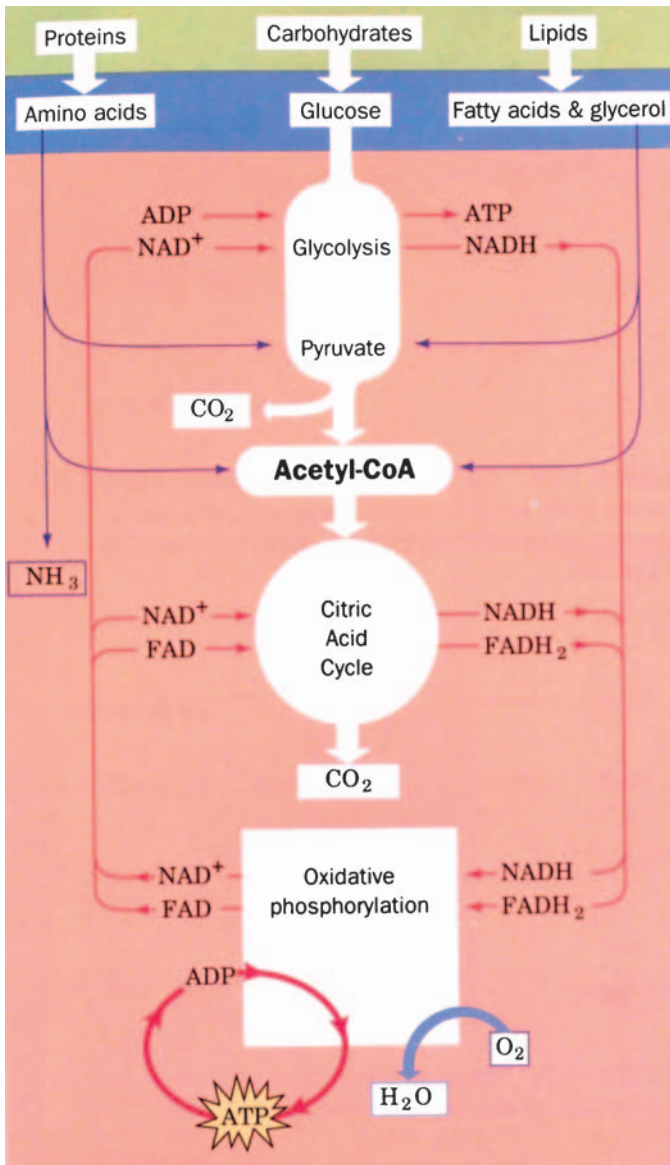 Proteins
Carbohydrates
Lipids
Amino acids
Glucose
Fatty acids & glycerol
ADP
ATP
NAD⁺
Glycolysis
NADH
Pyruvate
CO₂
Acetyl-CoA
NH₃
NAD⁺
Citric
NADH
FAD
Acid
FADH₂
Cycle
CO₂
NAD⁺
Oxidative
NADH
FAD
phosphorylation
FADH₂
ADP
O₂
H₂O
ATP